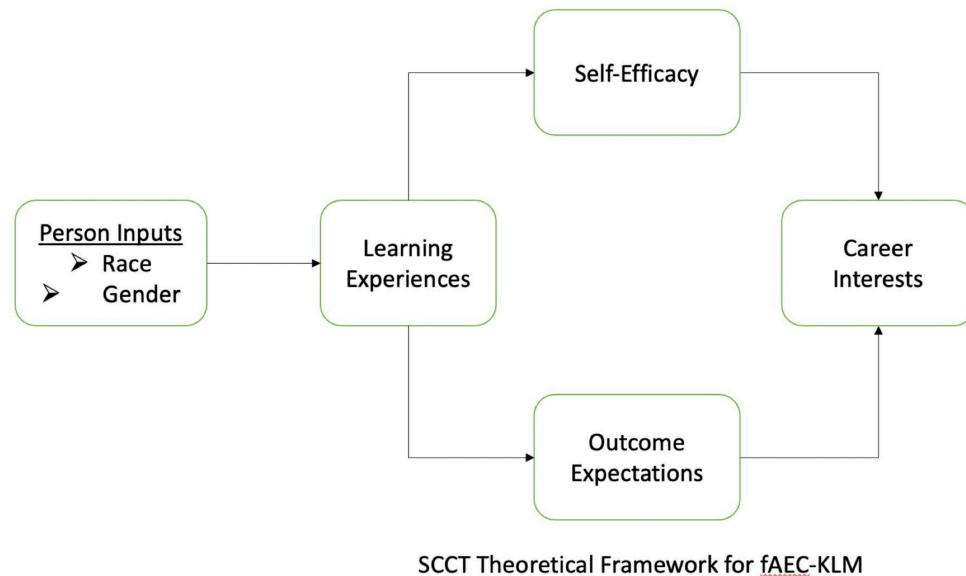 Self-Efficacy
Person Inputs
➢ Race
➢ Gender
Learning
Experiences
Career
Interests
Outcome
Expectations
SCCT Theoretical Framework for fAEC-KLM